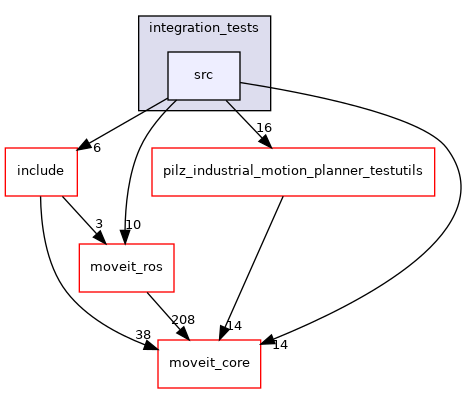 integration_tests
src
16
6
include
pilz_industrial_motion_planner_testutils
3
10
moveit_ros
208
14
38
14
moveit_core